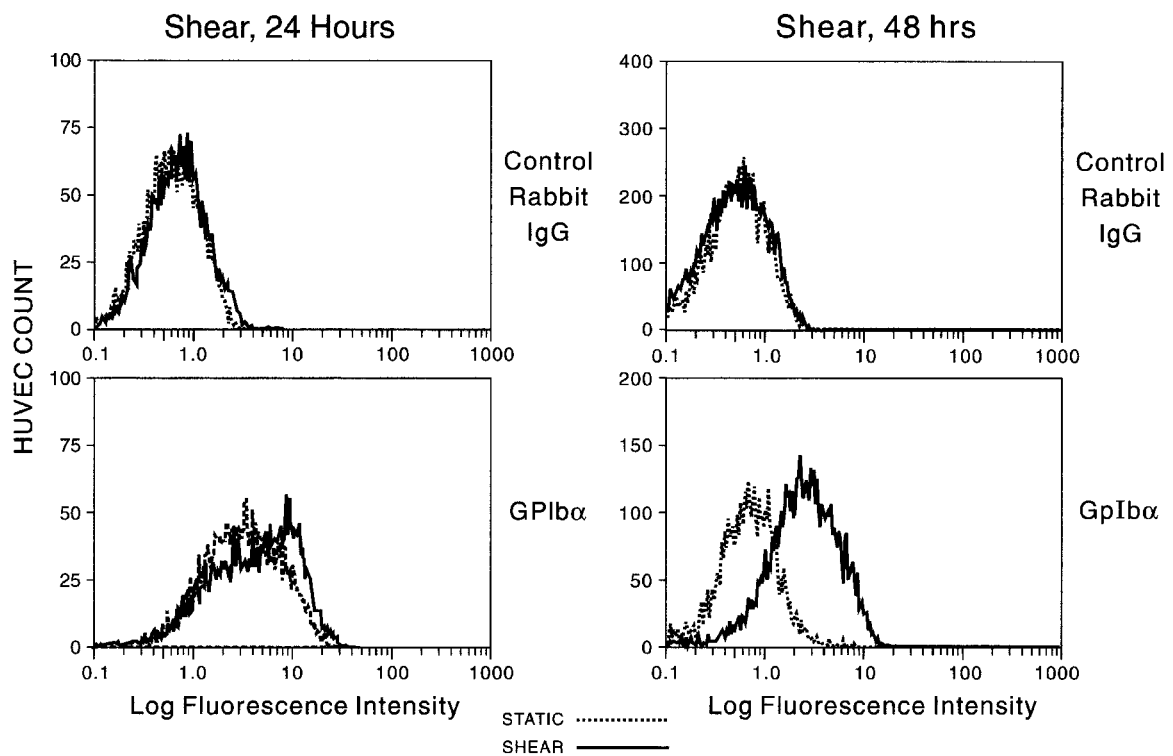 Shear, 24 Hours
Shear, 48 hrs
100
75
50
25
0
0.1 1.0 10 100 1000
Control
Rabbit
IgG
400
300
200
100
0
0.1 1.0 10 100 1000
Control
Rabbit
IgG
HUVEC COUNT
100
75
50
25
0
0.1 1.0 10 100 1000
GPIbα
200
150
100
50
0
0.1 1.0 10 100 1000
GpIbα
Log Fluorescence Intensity
Log Fluorescence Intensity
STATIC
SHEAR